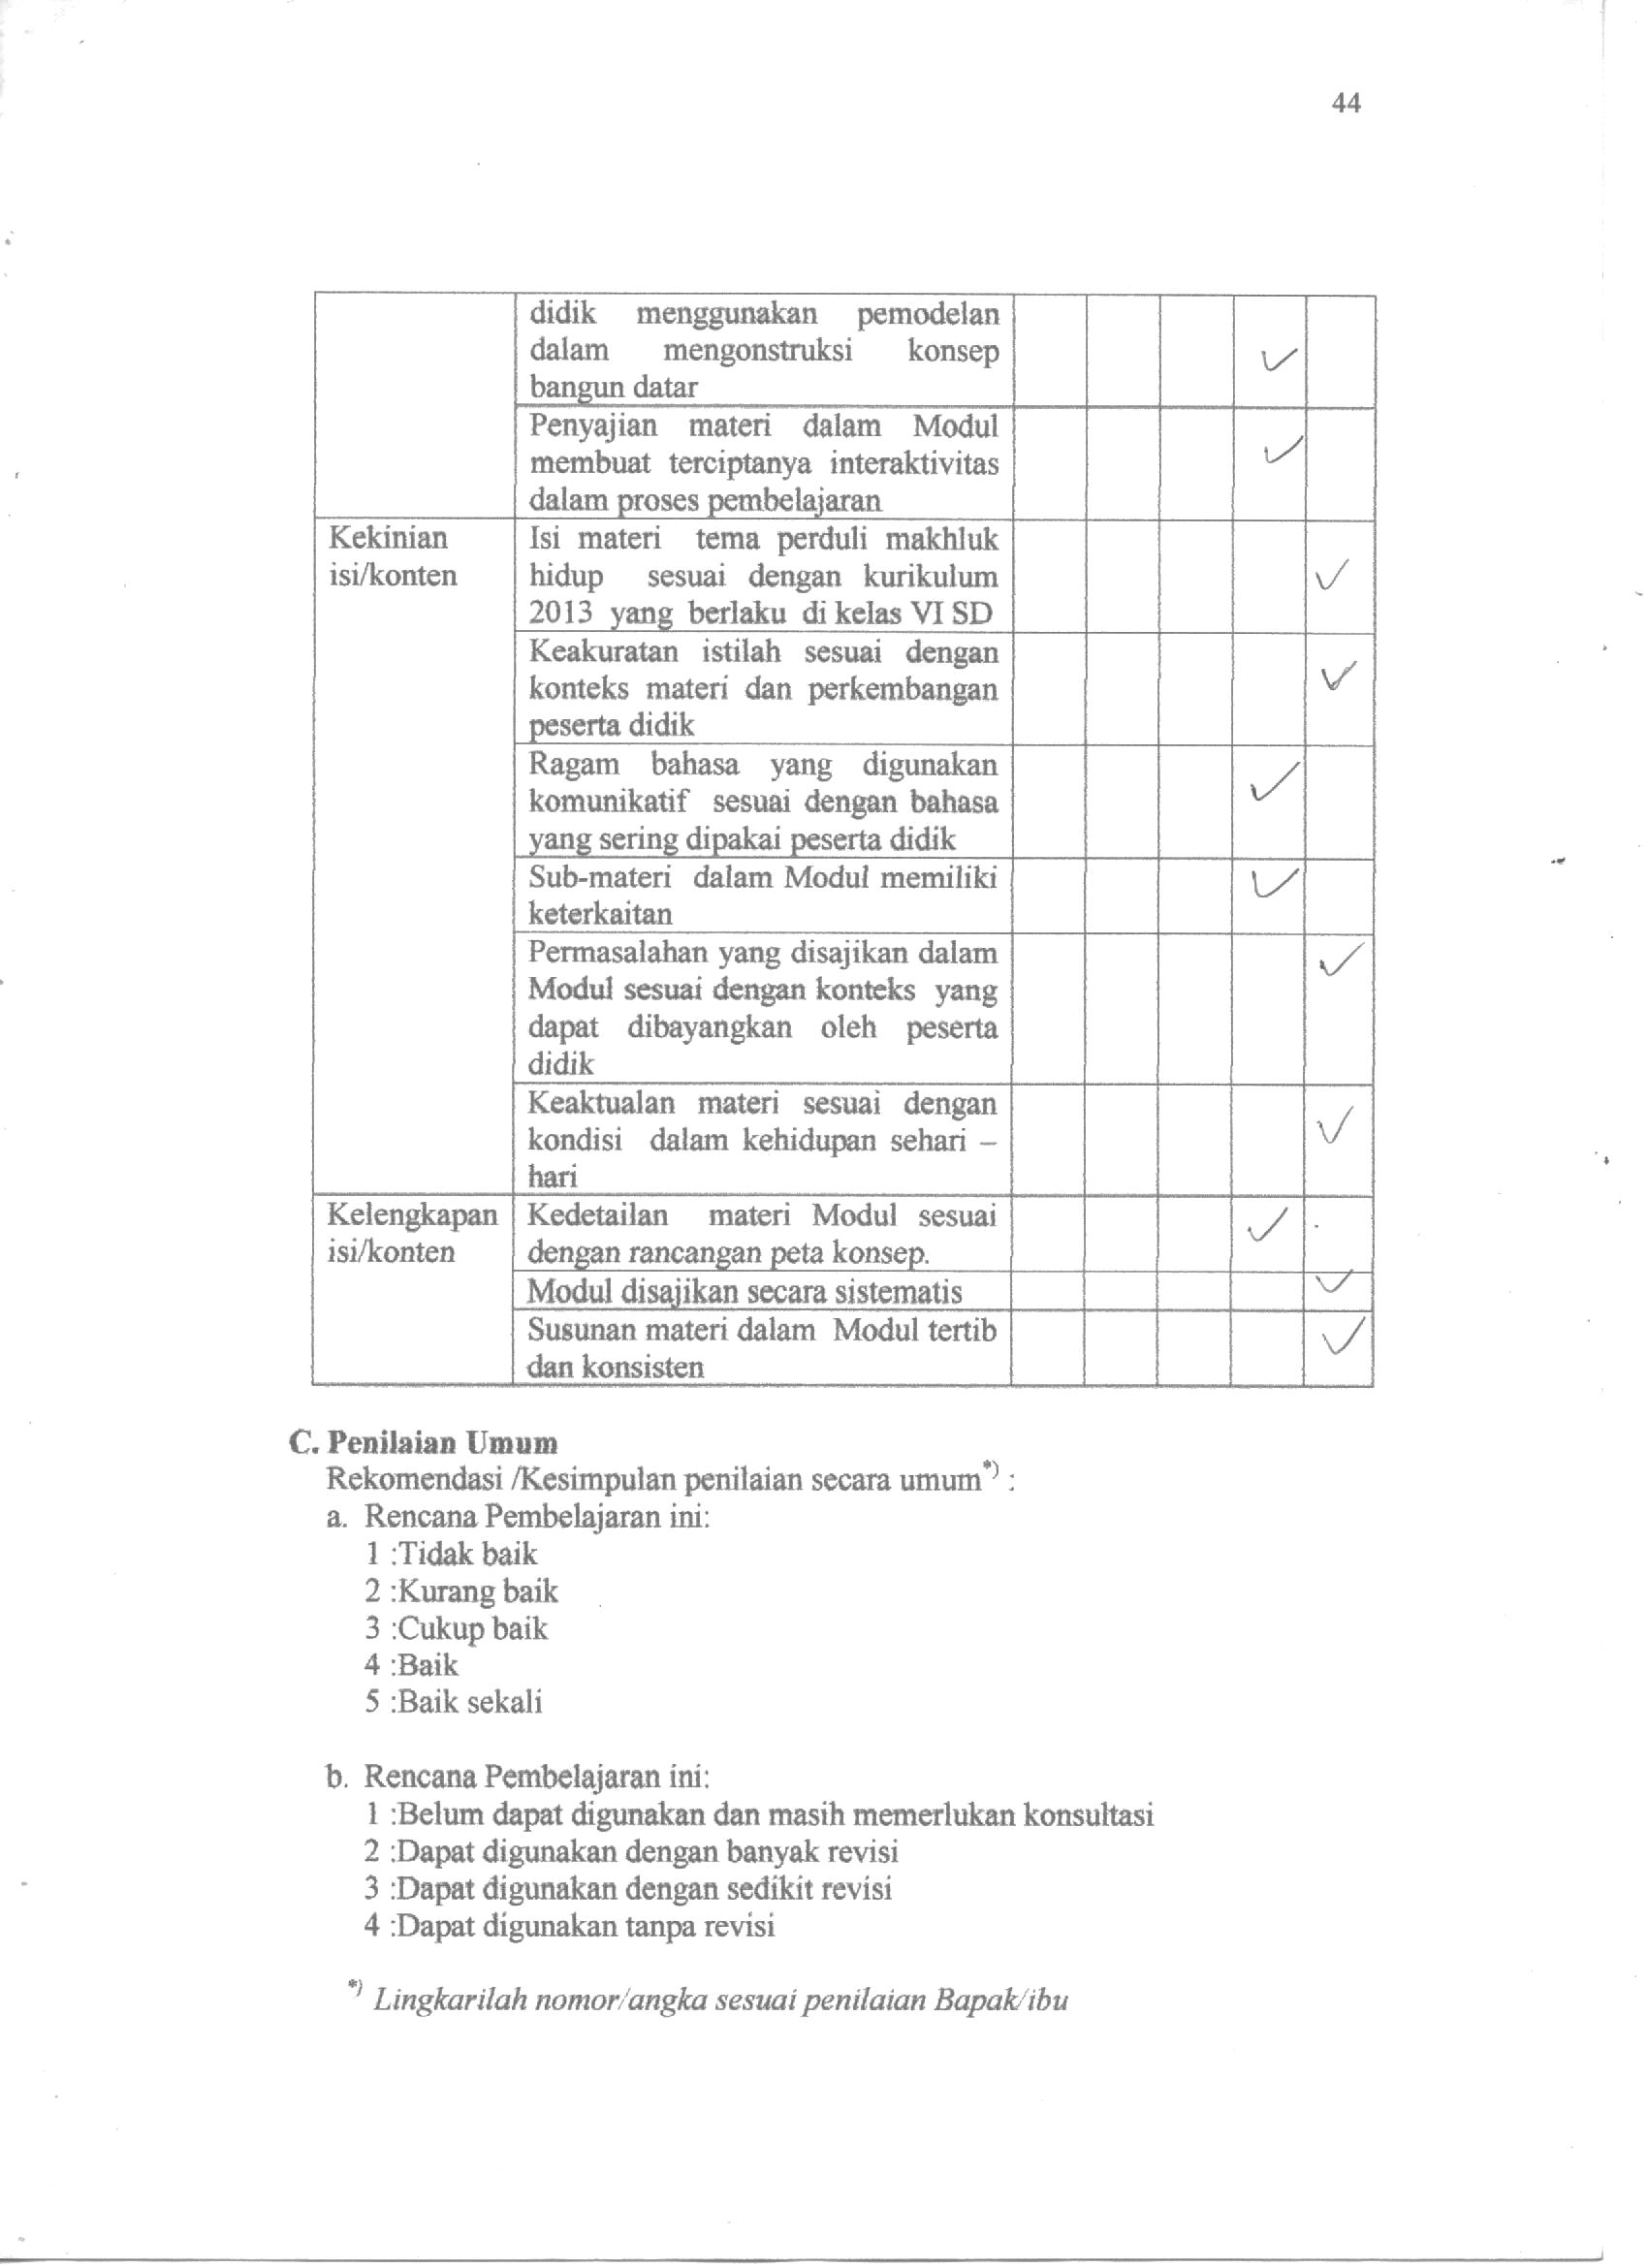 44
didik menggunakan pemodelan
dalam mengonstruksi konsep
bangun datar
✓
Penyajian materi dalam Modul
membuat terciptanya interaktivitas
dalam proses pembelajaran
✓
Kekinian
isi/konten
Isi materi tema perduli makhluk
hidup sesuai dengan kurikulum
2013 yang berlaku di kelas VI SD
✓
Keakuratan istilah sesuai dengan
konteks materi dan perkembangan
peserta didik
✓
Ragam bahasa yang digunakan
komunikatif sesuai dengan bahasa
yang sering dipakai peserta didik
✓
Sub-materi dalam Modul memiliki
keterkaitan
✓
Permasalahan yang disajikan dalam
Modul sesuai dengan konteks yang
dapat dibayangkan oleh peserta
didik
✓
Keaktualan materi sesuai dengan
kondisi dalam kehidupan sehari –
hari
✓
Kelengkapan
isi/konten
Kedetailan materi Modul sesuai
dengan rancangan peta konsep.
✓
Modul disajikan secara sistematis
✓
Susunan materi dalam Modul tertib
dan konsisten
✓
C. Penilaian Umum
Rekomendasi /Kesimpulan penilaian secara umum*) :
a. Rencana Pembelajaran ini:
1 :Tidak baik
2 :Kurang baik
3 :Cukup baik
4 :Baik
5 :Baik sekali
b. Rencana Pembelajaran ini:
1 :Belum dapat digunakan dan masih memerlukan konsultasi
2 :Dapat digunakan dengan banyak revisi
3 :Dapat digunakan dengan sedikit revisi
4 :Dapat digunakan tanpa revisi
*) Lingkarilah nomor/angka sesuai penilaian Bapak/ibu